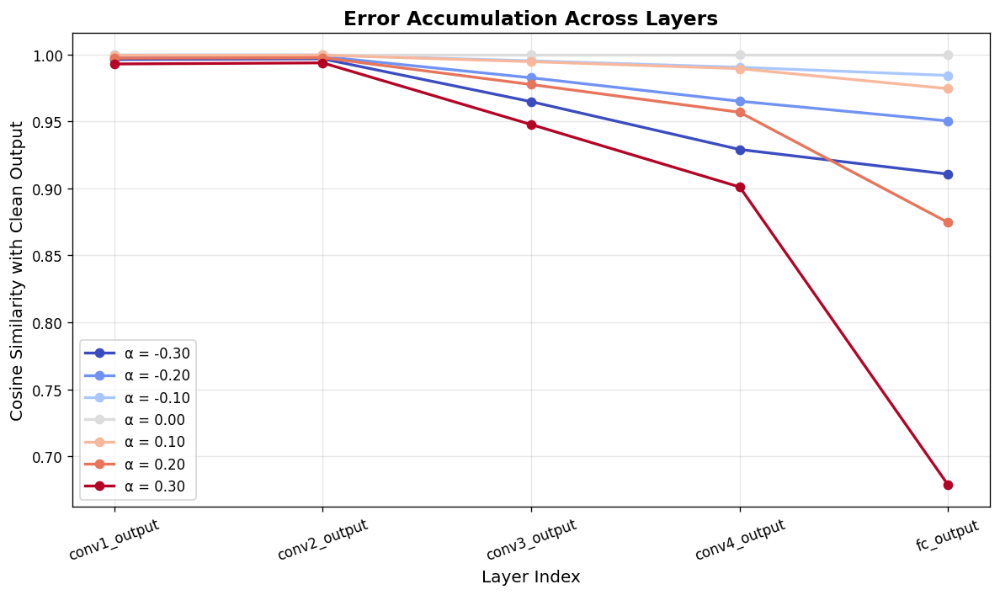 Error Accumulation Across Layers
Cosine Similarity with Clean Output
1.00
0.95
0.90
0.85
0.80
0.75
0.70
α = -0.30
α = -0.20
α = -0.10
α = 0.00
α = 0.10
α = 0.20
α = 0.30
conv1_output
conv2_output
conv3_output
conv4_output
fc_output
Layer Index